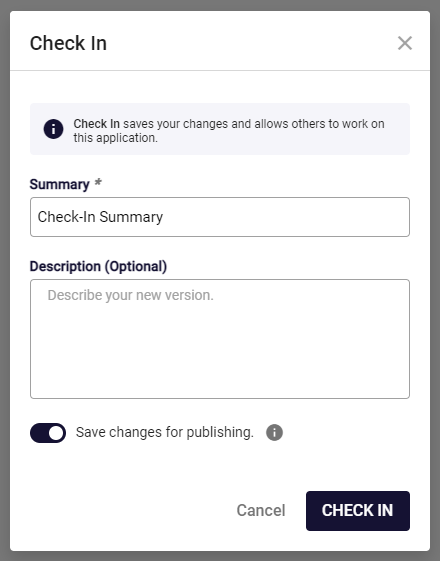 Check In
Check In saves your changes and allows others to work on
this application.
Summary *
Check-In Summary
Description (Optional)
Describe your new version.
Save changes for publishing.
Cancel
CHECK IN